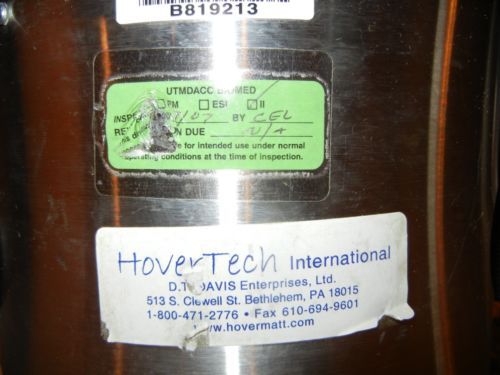 B819213
UTMDACC BIOMED
PM ESI II
/07 BY CEL
DUE N/A
for intended use under normal
operating conditions at the time of inspection.
HoverTech International
D.T. DAVIS Enterprises, Ltd.
513 S. Clewell St. Bethlehem, PA 18015
1-800-471-2776 • Fax 610-694-9601
www.hovermatt.com